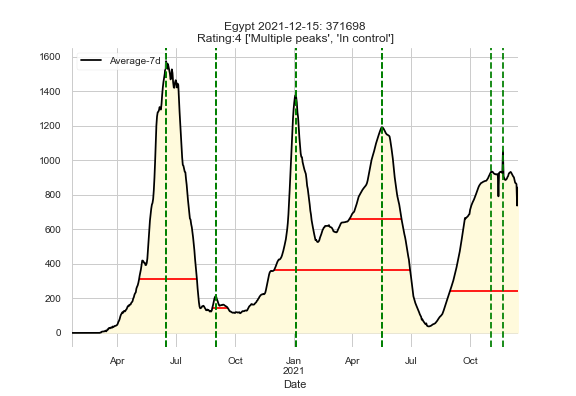 Egypt 2021-12-15: 371698
Rating:4 ['Multiple peaks', 'In control']
Average-7d
1600
1400
1200
1000
800
600
400
200
0
Apr Jul Oct Jan Apr Jul Oct
2021
Date